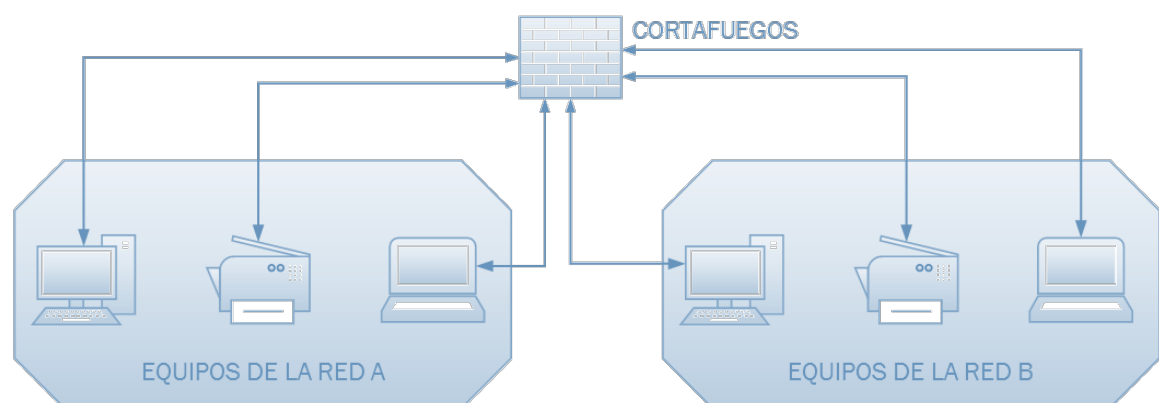 CORTAFUEGOS
EQUIPOS DE LA RED A
EQUIPOS DE LA RED B